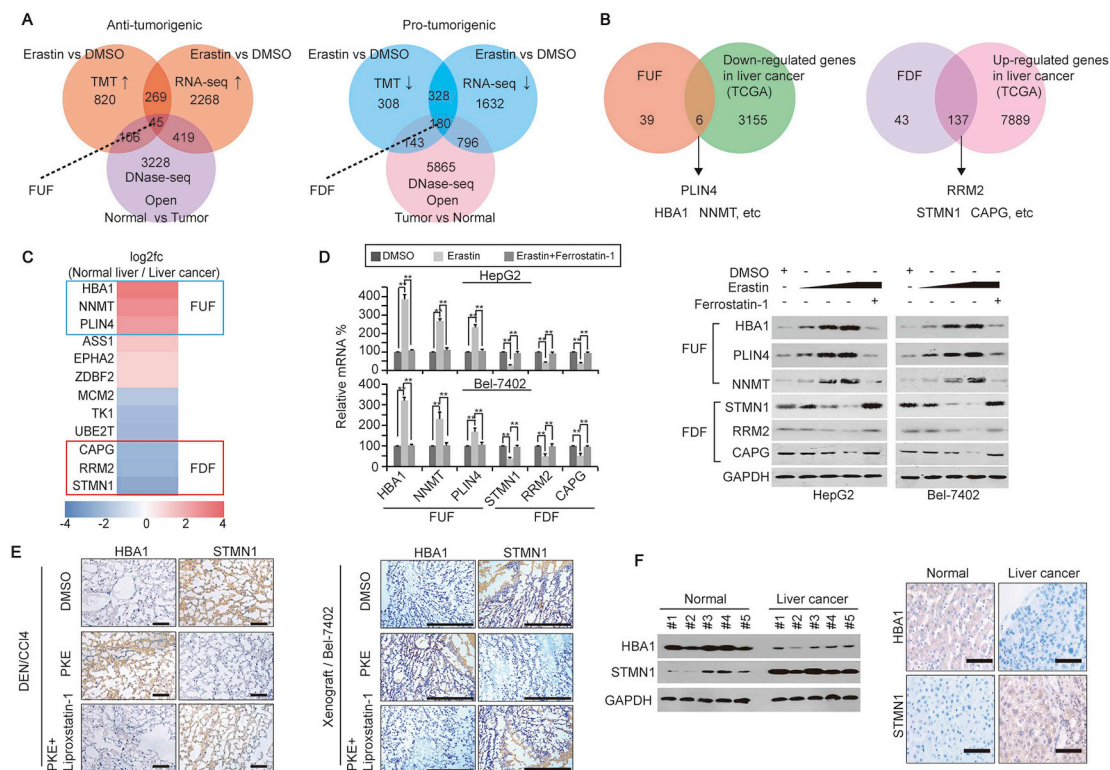 A
Anti-tumorigenic
Erastin vs DMSO
Erastin vs DMSO
TMT ↑
RNA-seq ↑
820
269
2268
45
106
419
3228
DNase-seq
Open
Normal vs Tumor
FUF
Pro-tumorigenic
Erastin vs DMSO
Erastin vs DMSO
TMT ↓
RNA-seq ↓
308
328
1632
180
143
796
5865
DNase-seq
Open
Tumor vs Normal
FDF
B
FUF
Down-regulated genes
in liver cancer
(TCGA)
39
6
3155
PLIN4
HBA1 NNMT, etc
FDF
Up-regulated genes
in liver cancer
(TCGA)
43
137
7889
RRM2
STMN1 CAPG, etc
C
log2fc
(Normal liver / Liver cancer)
HBA1
NNMT
PLIN4
FUF
ASS1
EPHA2
ZDBF2
MCM2
TK1
UBE2T
CAPG
RRM2
STMN1
FDF
-4 -2 0 2 4
D
DMSO Erastin Erastin+Ferrostatin-1
HepG2
400
300
200
100
0
** ** ** ** ** ** ** ** ** ** ** **
Relative mRNA %
Bel-7402
400
300
200
100
0
** ** ** ** ** ** ** ** ** ** ** **
HBA1 NNMT PLIN4 STMN1 RRM2 CAPG
FUF FDF
DMSO + - - - - + - - - -
Erastin - -
Ferrostatin-1 - - - - + - - - - +
FUF
HBA1
PLIN4
NNMT
FDF
STMN1
RRM2
CAPG
GAPDH
HepG2 Bel-7402
E
HBA1 STMN1
DEN/CCl4
DMSO
PKE
PKE+
Liproxstatin-1
HBA1 STMN1
Xenograft / Bel-7402
DMSO
PKE
PKE+
Liproxstatin-1
F
Normal Liver cancer
#1 #2 #3 #4 #5 #1 #2 #3 #4 #5
HBA1
STMN1
GAPDH
Normal Liver cancer
HBA1
STMN1